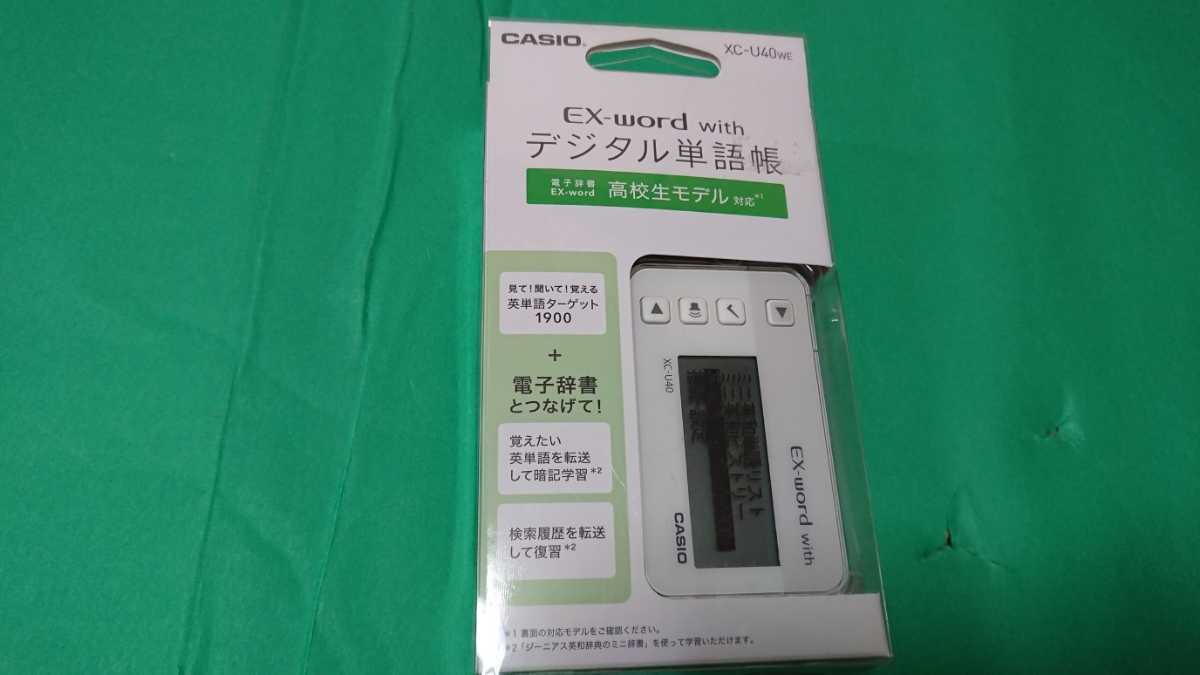 CASIO
XC-U40WE
EX-word with
デジタル単語帳
電子辞書
EX-word
高校生モデル 対応*1
見て!聞いて!覚える
英単語ターゲット
1900
+
電子辞書
とつなげて!
覚えたい
英単語を転送
して暗記学習*2
検索履歴を転送
して復習*2
XC-U40
EX-word with
CASIO
*1 裏面の対応モデルをご確認ください。
*2「ジーニアス英和辞典のミニ辞書」を使って学習いただけます。